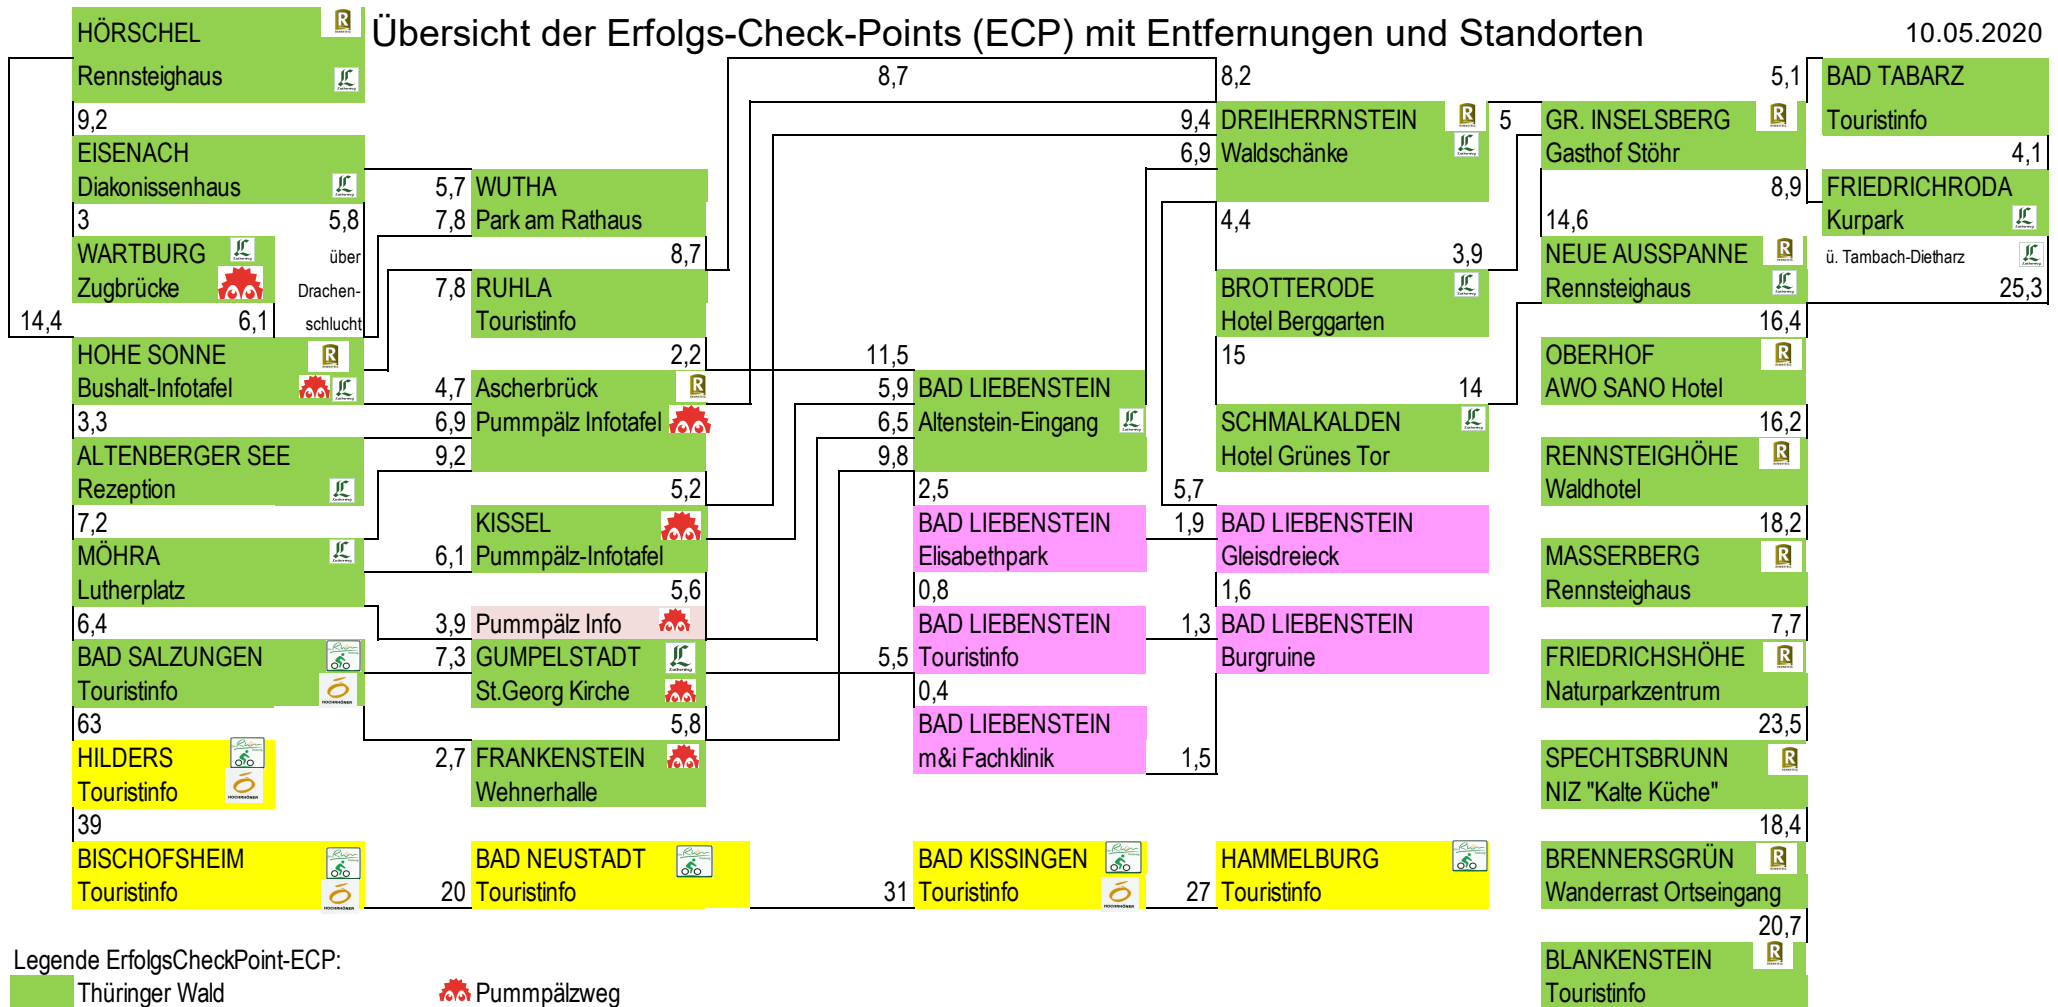 HÖRSCHEL
Übersicht der Erfolgs-Check-Points (ECP) mit Entfernungen und Standorten
10.05.2020
Rennsteighaus
8,7
8,2
5,1
BAD TABARZ
9,2
9,4
DREIHERRNSTEIN
5
GR. INSELSBERG
Touristinfo
EISENACH
6,9
Waldschänke
Gasthof Stöhr
4,1
Diakonissenhaus
5,7
WUTHA
8,9
FRIEDRICHRODA
3
5,8
7,8
Park am Rathaus
4,4
14,6
Kurpark
WARTBURG
über
8,7
3,9
NEUE AUSSPANNE
ü. Tambach-Dietharz
Zugbrücke
Drachen-
7,8
RUHLA
BROTTERODE
Rennsteighaus
25,3
14,4
6,1
schlucht
Touristinfo
Hotel Berggarten
16,4
HOHE SONNE
2,2
11,5
15
OBERHOF
Bushalt-Infotafel
4,7
Ascherbrück
5,9
BAD LIEBENSTEIN
14
AWO SANO Hotel
3,3
6,9
Pummpälz Infotafel
6,5
Altenstein-Eingang
SCHMALKALDEN
16,2
ALTENBERGER SEE
9,2
9,8
Hotel Grünes Tor
RENNSTEIGHÖHE
Rezeption
5,2
2,5
5,7
Waldhotel
7,2
KISSEL
BAD LIEBENSTEIN
1,9
BAD LIEBENSTEIN
18,2
MÖHRA
6,1
Pummpälz-Infotafel
Elisabethpark
Gleisdreieck
MASSERBERG
Lutherplatz
5,6
0,8
1,6
Rennsteighaus
6,4
3,9
Pummpälz Info
BAD LIEBENSTEIN
1,3
BAD LIEBENSTEIN
7,7
BAD SALZUNGEN
7,3
GUMPELSTADT
5,5
Touristinfo
Burgruine
FRIEDRICHSHÖHE
Touristinfo
St.Georg Kirche
0,4
Naturparkzentrum
63
5,8
BAD LIEBENSTEIN
23,5
HILDERS
2,7
FRANKENSTEIN
m&i Fachklinik
1,5
SPECHTSBRUNN
Touristinfo
Wehnerhalle
NIZ "Kalte Küche"
39
18,4
BISCHOFSHEIM
BAD NEUSTADT
BAD KISSINGEN
HAMMELBURG
BRENNERSGRÜN
Touristinfo
20
Touristinfo
31
Touristinfo
27
Touristinfo
Wanderrast Ortseingang
20,7
Legende ErfolgsCheckPoint-ECP:
BLANKENSTEIN
Thüringer Wald
Pummpälzweg
Touristinfo